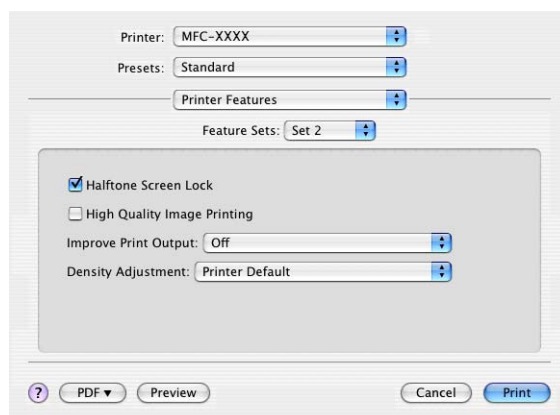 Printer: MFC-XXXX
Presets: Standard
Printer Features
Feature Sets: Set 2
Halftone Screen Lock
High Quality Image Printing
Improve Print Output: Off
Density Adjustment: Printer Default
? PDF ▾ Preview Cancel Print